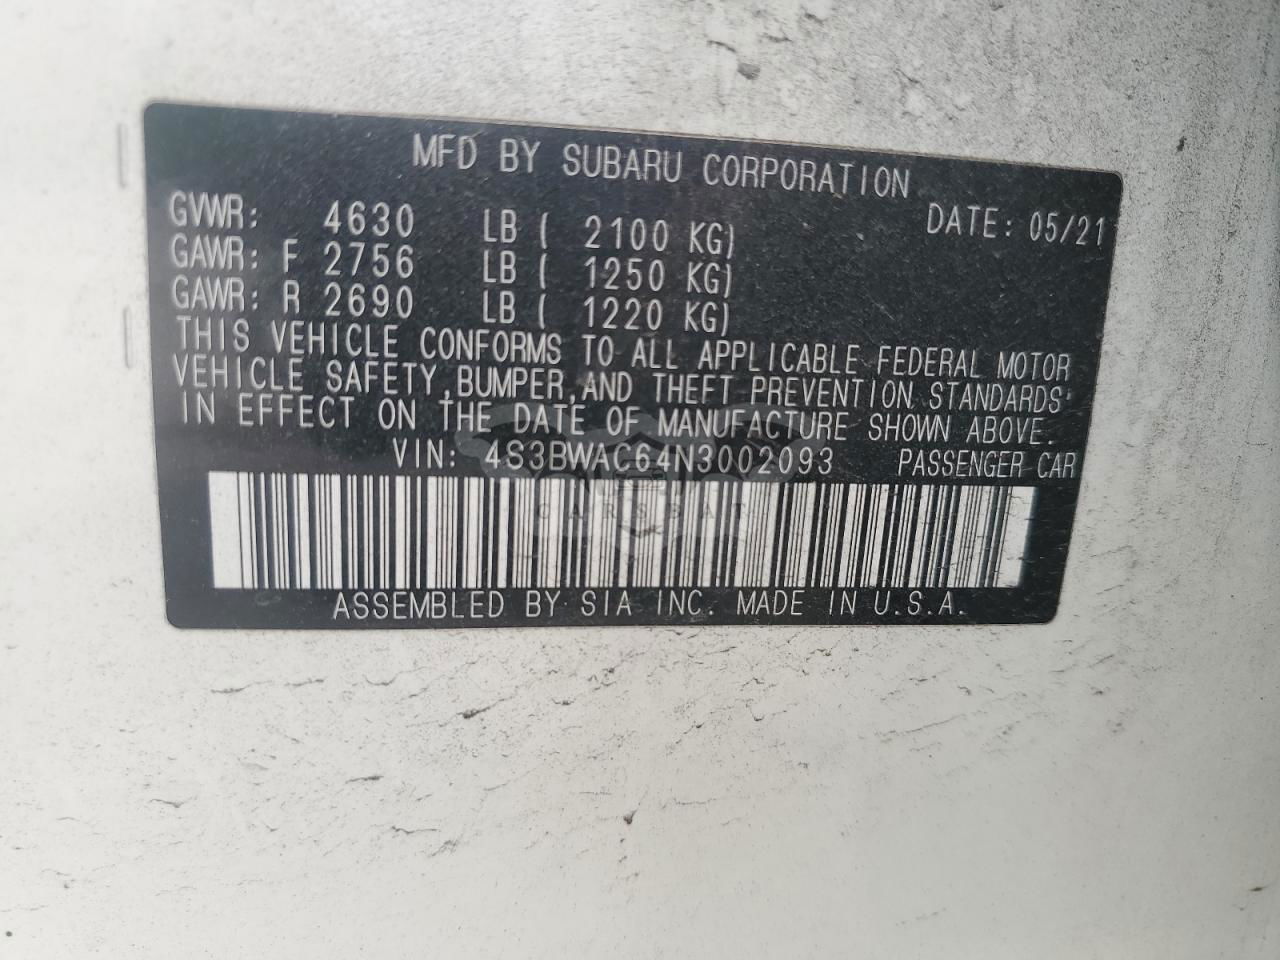 MFD BY SUBARU CORPORATION
DATE: 05/21
GVWR: 4630 LB ( 2100 KG)
GAWR: F 2756 LB ( 1250 KG)
GAWR: R 2690 LB ( 1220 KG)
THIS VEHICLE CONFORMS TO ALL APPLICABLE FEDERAL MOTOR
VEHICLE SAFETY,BUMPER,AND THEFT PREVENTION STANDARDS
IN EFFECT ON THE DATE OF MANUFACTURE SHOWN ABOVE.
VIN: 4S3BWAC64N3002093 PASSENGER CAR
CARSBAT
ASSEMBLED BY SIA INC. MADE IN U.S.A.